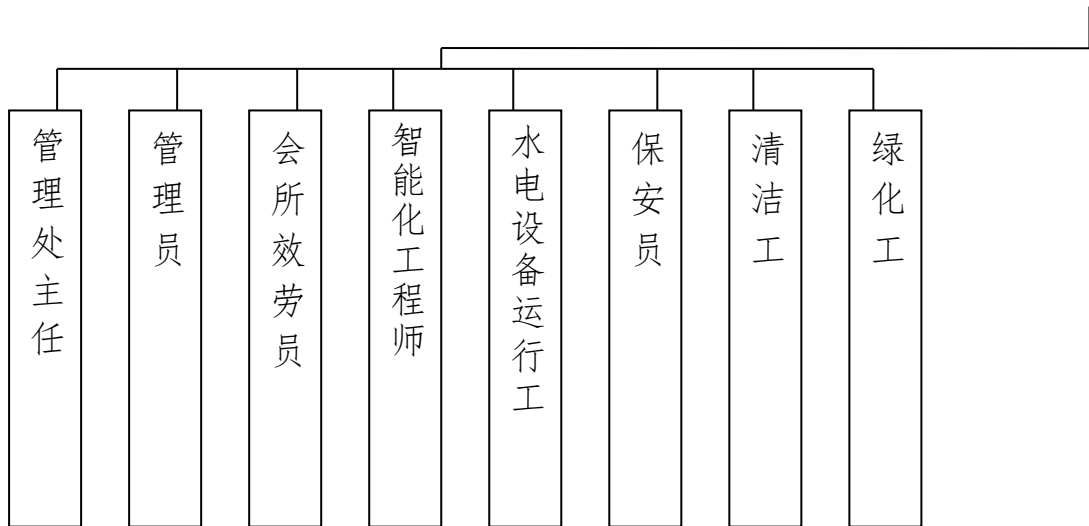 管理处主任
管理员
会所效劳员
智能化工程师
水电设备运行工
保安员
清洁工
绿化工